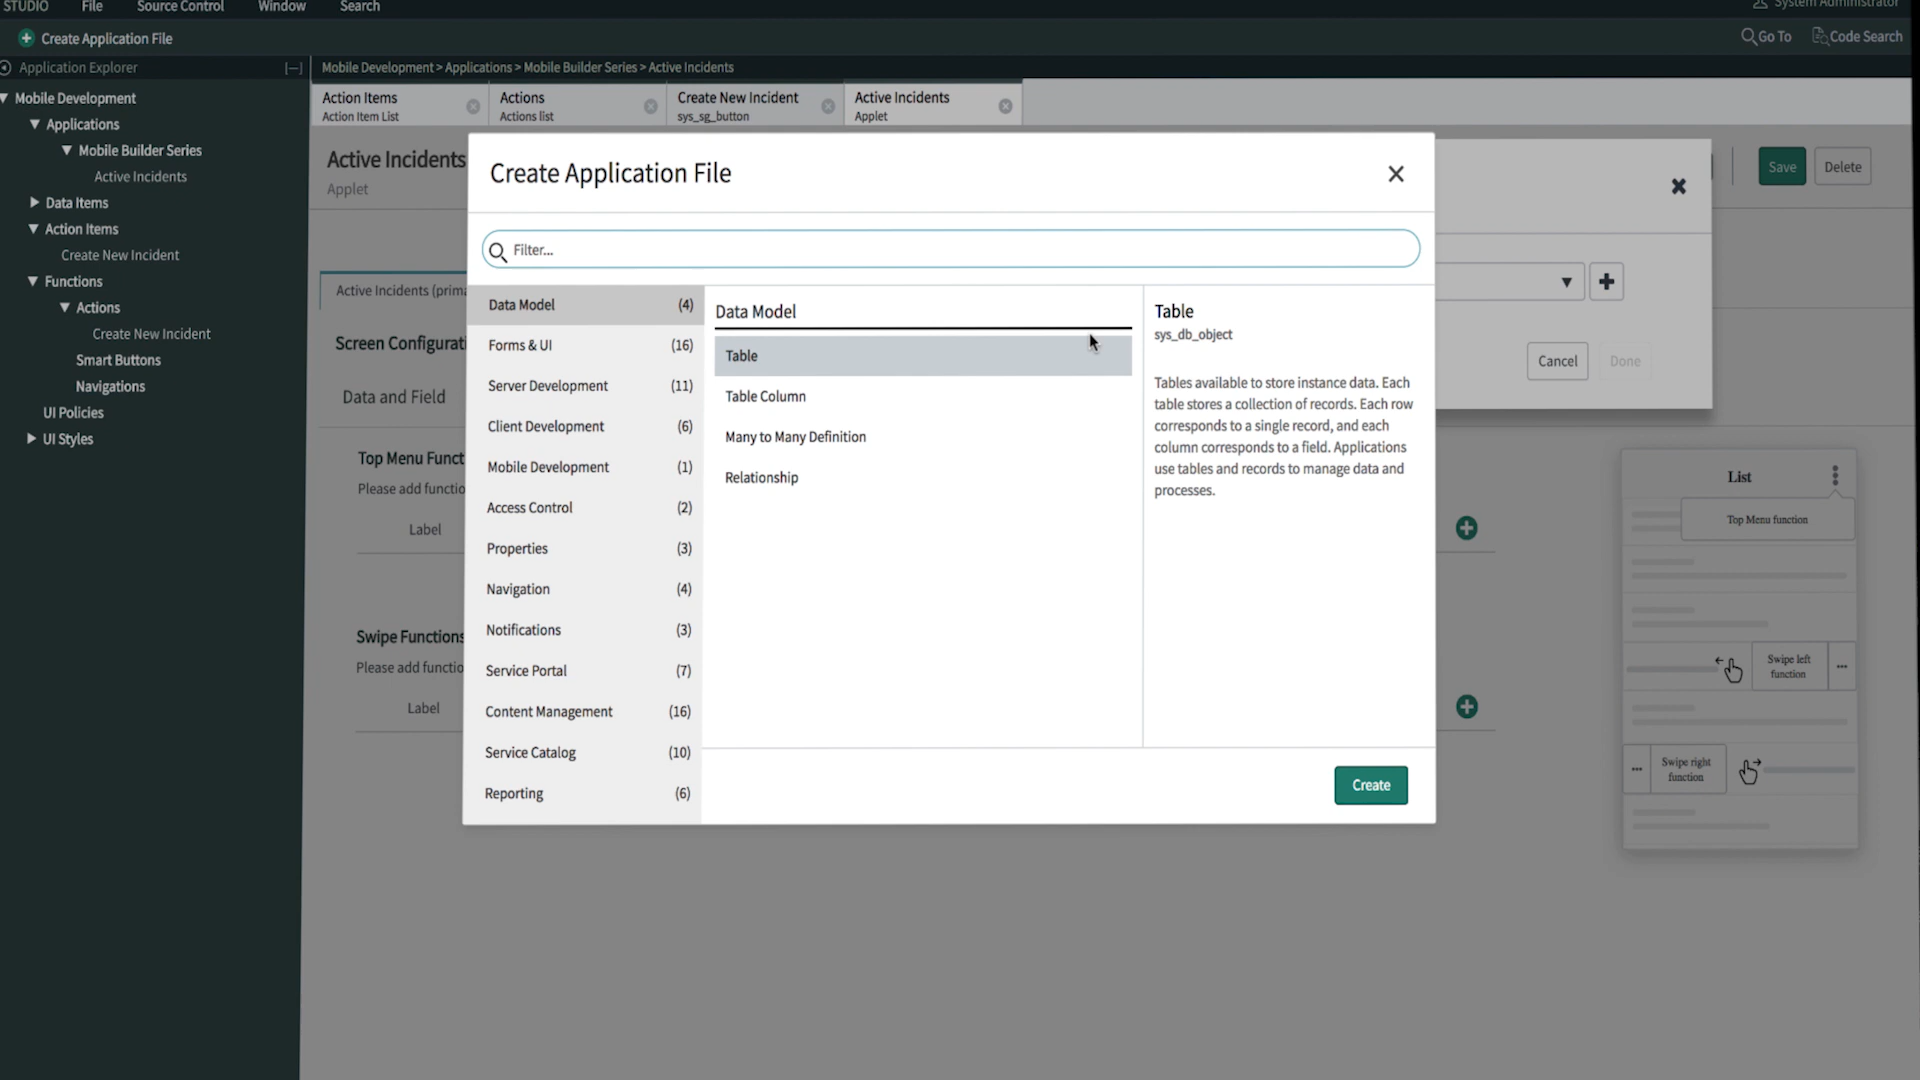 STUDIO File Source Control Window Search System Administrator
Create Application File Go To Code Search
Application Explorer [—] Mobile Development > Applications > Mobile Builder Series > Active Incidents
Mobile Development
Applications
Mobile Builder Series
Active Incidents
Data Items
Action Items
Create New Incident
Functions
Actions
Create New Incident
Smart Buttons
Navigations
UI Policies
UI Styles
Action Items
Action Item List
Actions
Actions list
Create New Incident
sys_sg_button
Active Incidents
Applet
Active Incidents
Applet
Save Delete
Active Incidents (prima
Screen Configurati
Data and Field
Top Menu Funct
Please add functio
Label
Swipe Functions
Please add functio
Label
Create Application File
Filter...
Data Model (4)
Forms & UI (16)
Server Development (11)
Client Development (6)
Mobile Development (1)
Access Control (2)
Properties (3)
Navigation (4)
Notifications (3)
Service Portal (7)
Content Management (16)
Service Catalog (10)
Reporting (6)
Data Model
Table
Table Column
Many to Many Definition
Relationship
Table
sys_db_object
Tables available to store instance data. Each
table stores a collection of records. Each row
corresponds to a single record, and each
column corresponds to a field. Applications
use tables and records to manage data and
processes.
Create
Cancel Done
List
Top Menu function
Swipe left
function
Swipe right
function